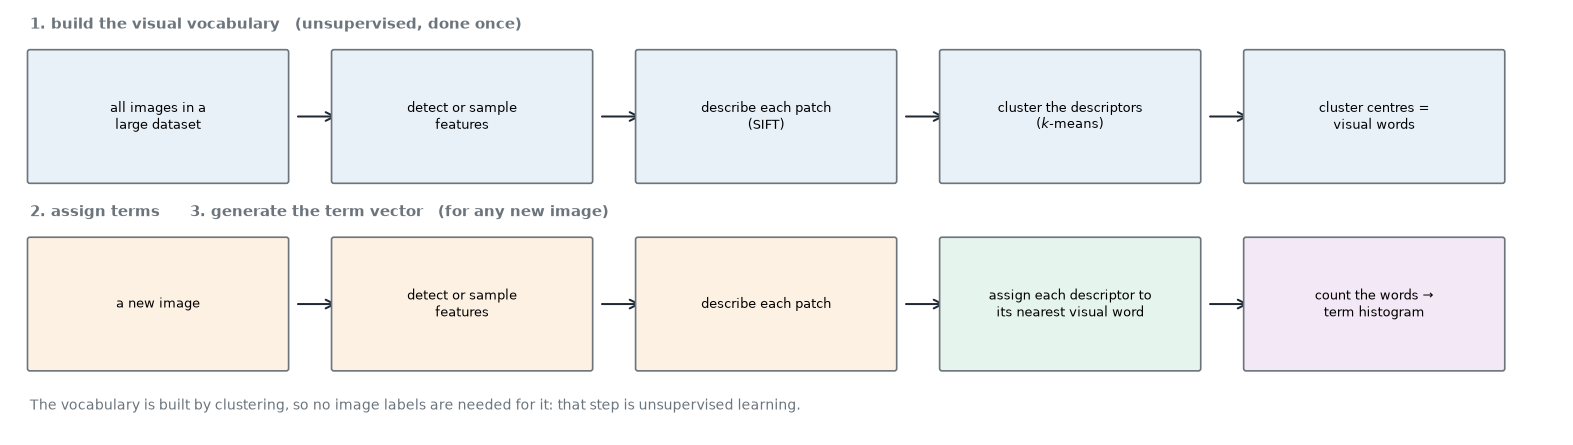 1. build the visual vocabulary (unsupervised, done once)
all images in a
large dataset
detect or sample
features
describe each patch
(SIFT)
cluster the descriptors
(k-means)
cluster centres =
visual words
2. assign terms 3. generate the term vector (for any new image)
a new image
detect or sample
features
describe each patch
assign each descriptor to
its nearest visual word
count the words →
term histogram
The vocabulary is built by clustering, so no image labels are needed for it: that step is unsupervised learning.